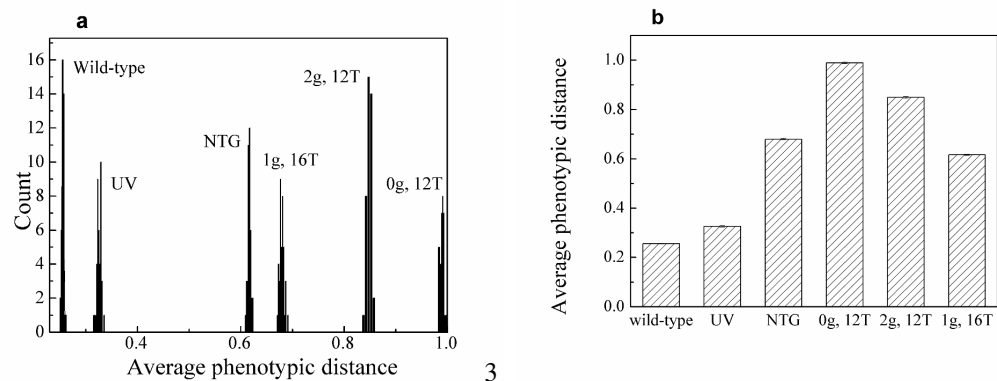 a
Count
16
14
12
10
8
6
4
2
0
Wild-type
UV
NTG
1g, 16T
2g, 12T
0g, 12T
0.4
0.6
0.8
1.0
Average phenotypic distance
3
b
Average phenotypic distance
1.0
0.8
0.6
0.4
0.2
0.0
wild-type UV NTG 0g, 12T 2g, 12T 1g, 16T